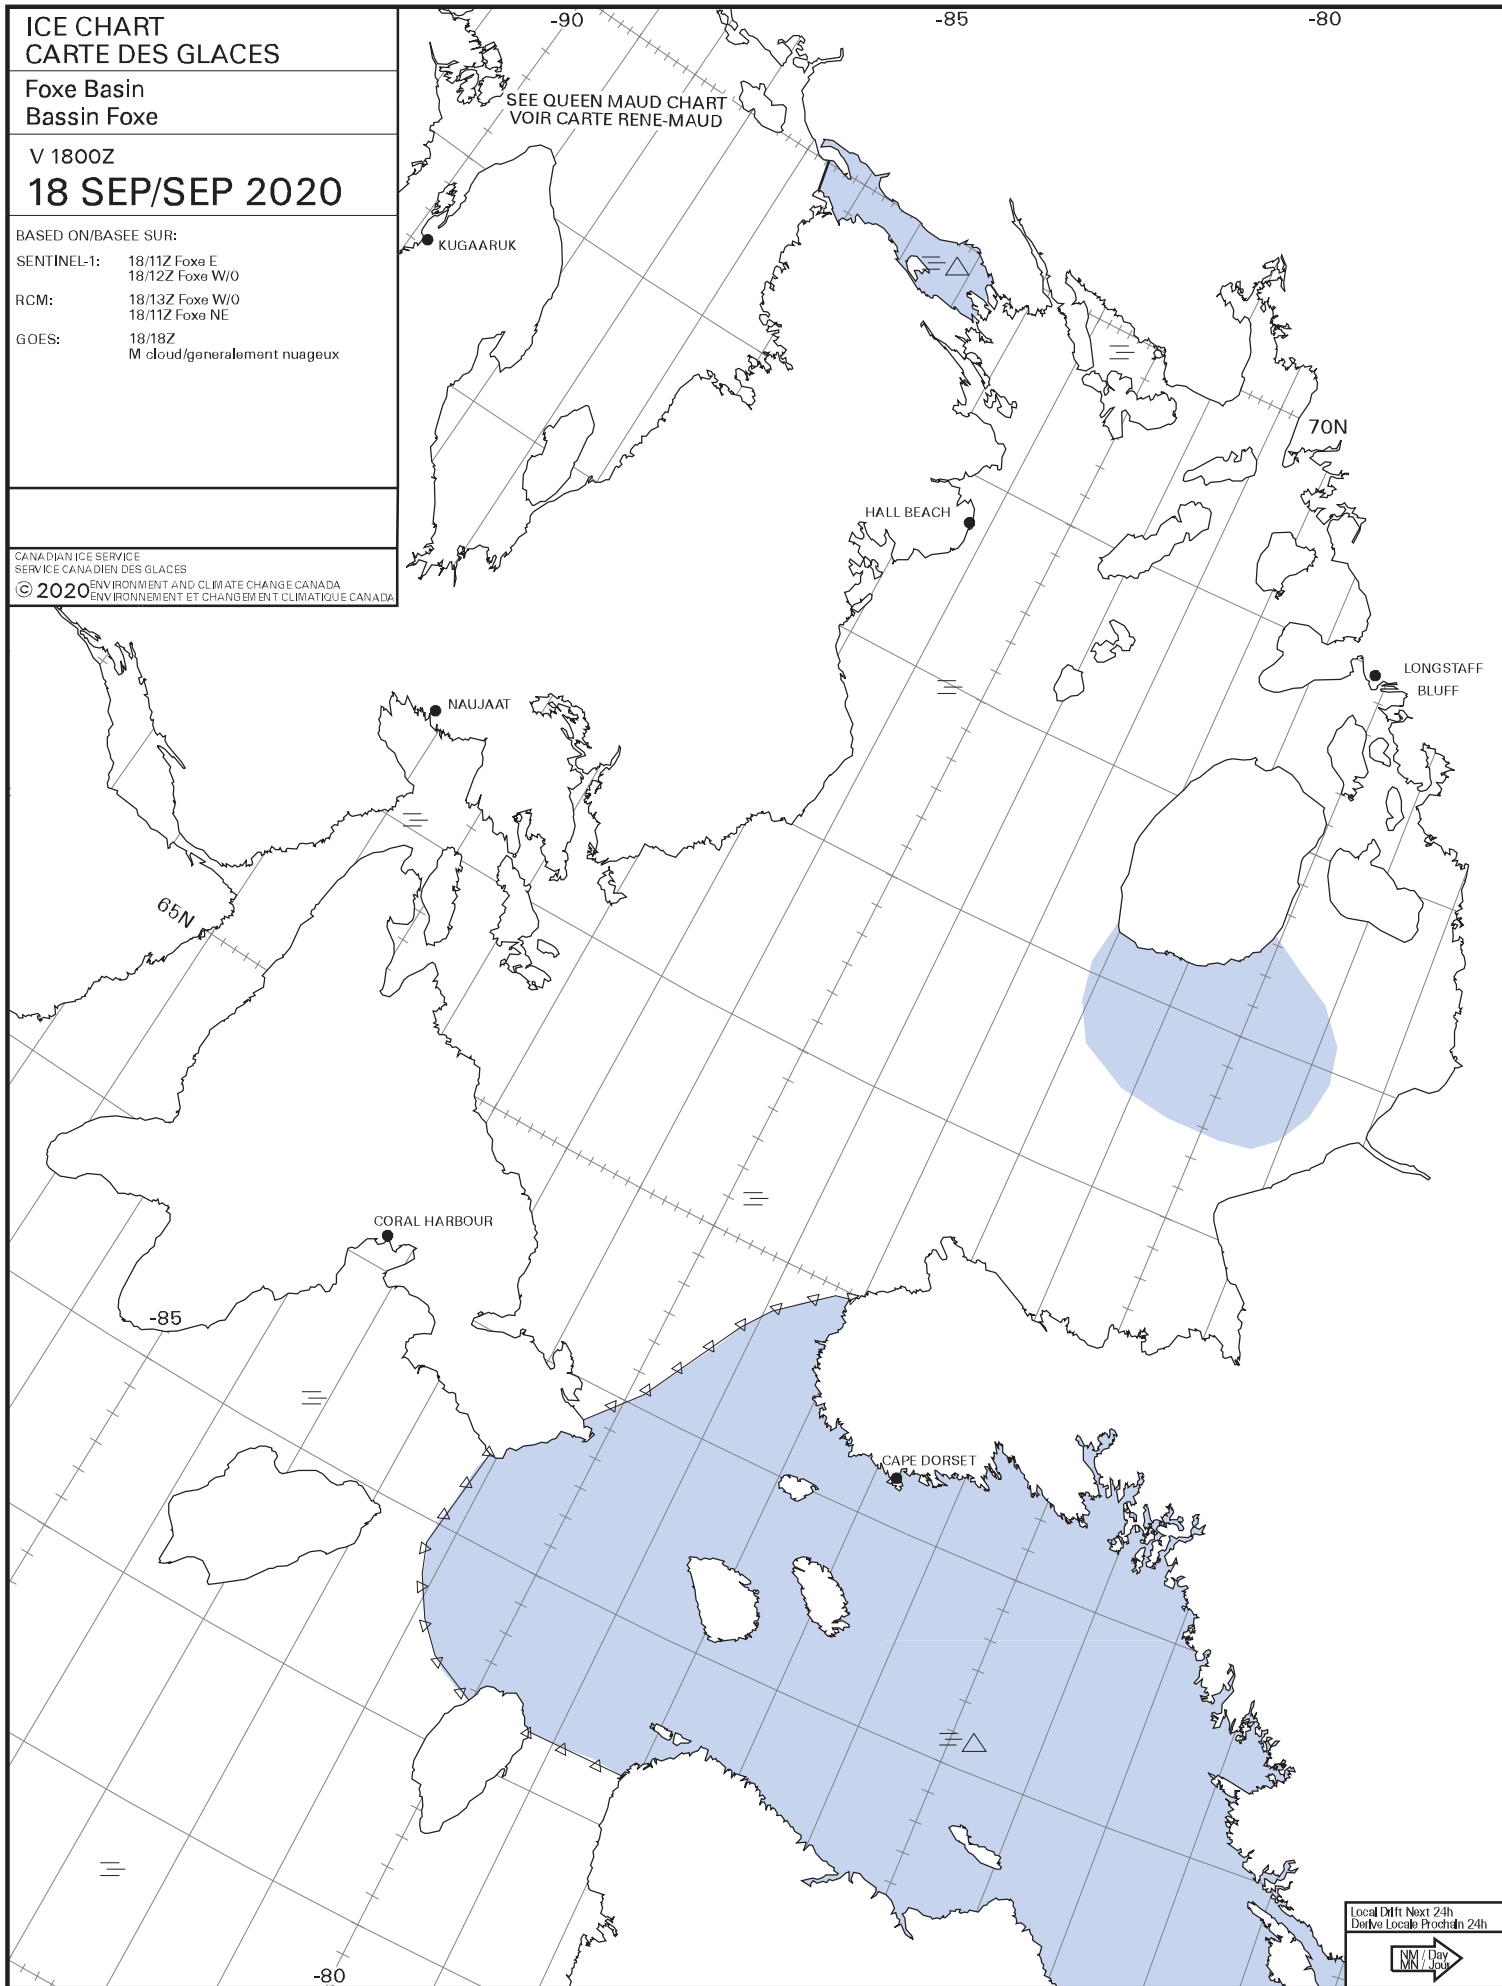 ICE CHART
CARTE DES GLACES
Foxe Basin
Bassin Foxe
V 1800Z
18 SEP/SEP 2020
BASED ON/BASEE SUR:
SENTINEL-1: 18/11Z Foxe E
18/12Z Foxe W/O
RCM: 18/13Z Foxe W/O
18/11Z Foxe NE
GOES: 18/18Z
M cloud/generalement nuageux
CANADIAN ICE SERVICE
SERVICE CANADIEN DES GLACES
© 2020 ENVIRONMENT AND CLIMATE CHANGE CANADA
ENVIRONNEMENT ET CHANGEMENT CLIMATIQUE CANADA
-90
-85
-80
SEE QUEEN MAUD CHART
VOIR CARTE REINE-MAUD
KUGAARUK
70N
HALL BEACH
LONGSTAFF
BLUFF
NAUJAAT
65N
CORAL HARBOUR
-85
CAPE DORSET
-80
Local Drift Next 24h
Derive Locale Prochain 24h
NM / Day
MN / Jour